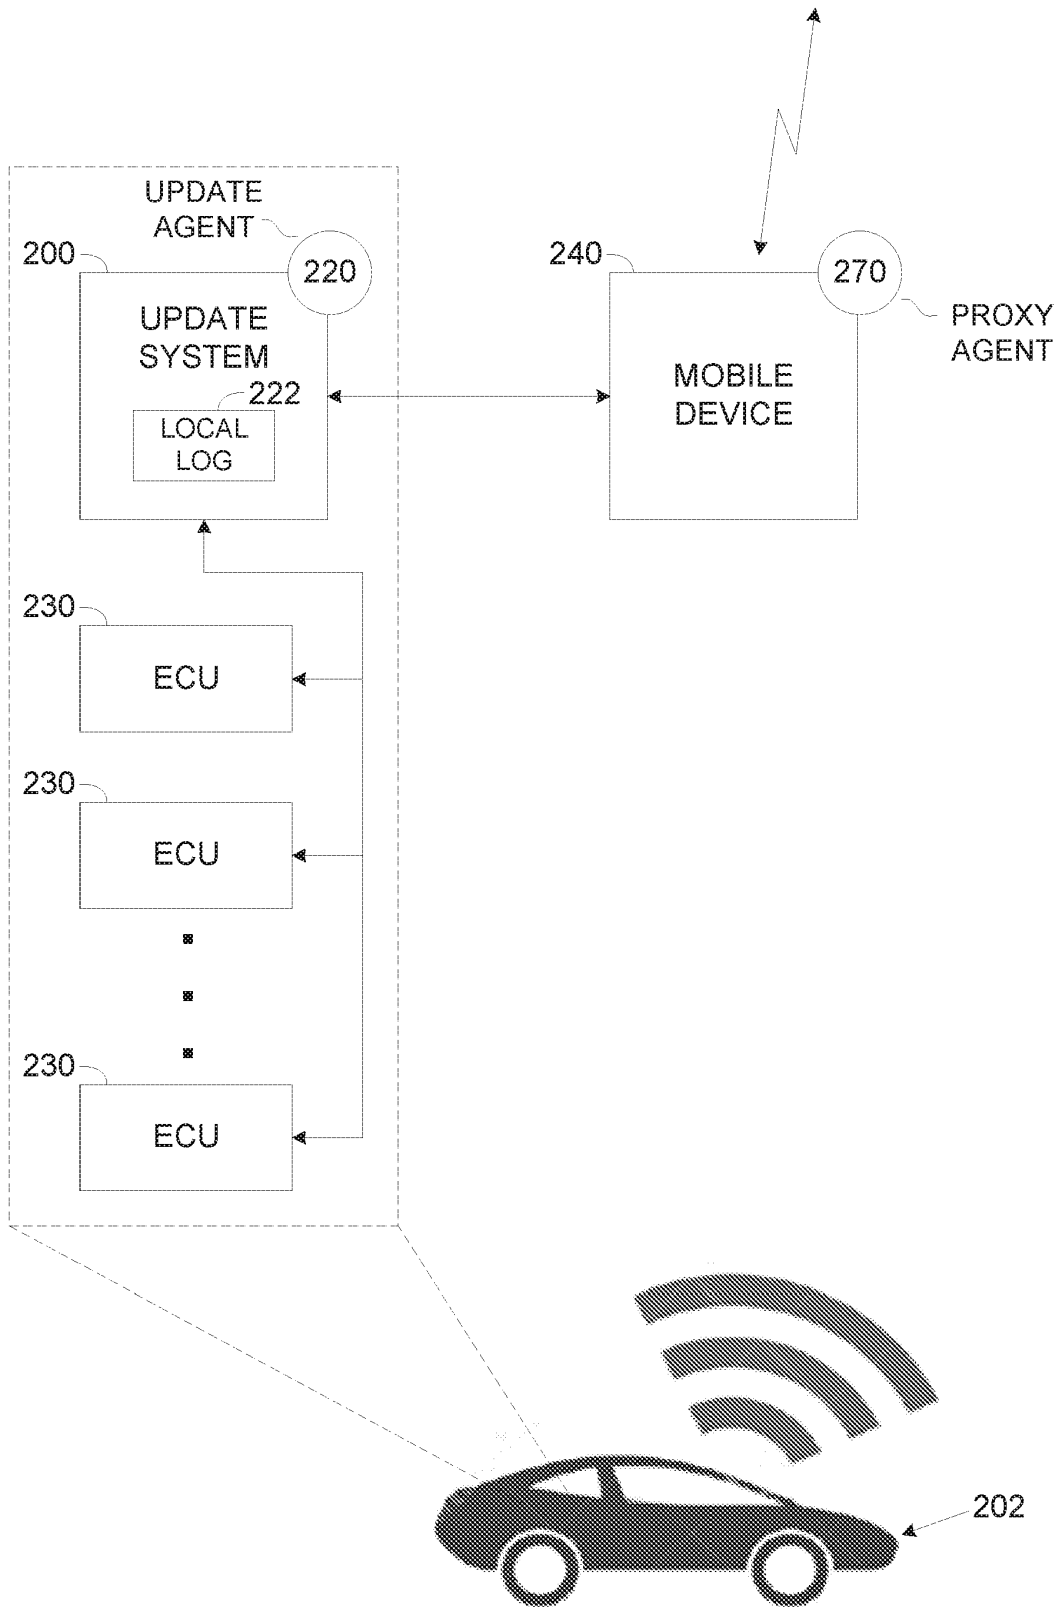 UPDATE
AGENT
200
220
240
270
UPDATE
SYSTEM
PROXY
AGENT
MOBILE
DEVICE
222
LOCAL
LOG
230
ECU
230
ECU
230
ECU
202